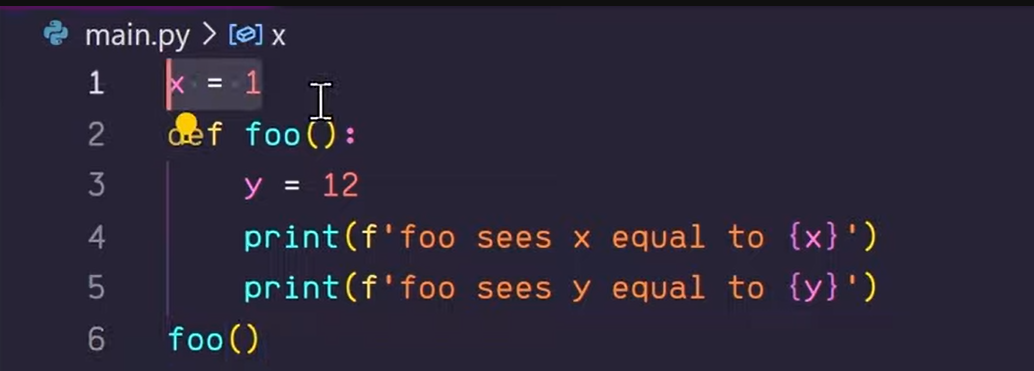 main.py > x
1 x = 1
2 def foo():
3     y = 12
4     print(f'foo sees x equal to {x}')
5     print(f'foo sees y equal to {y}')
6 foo()